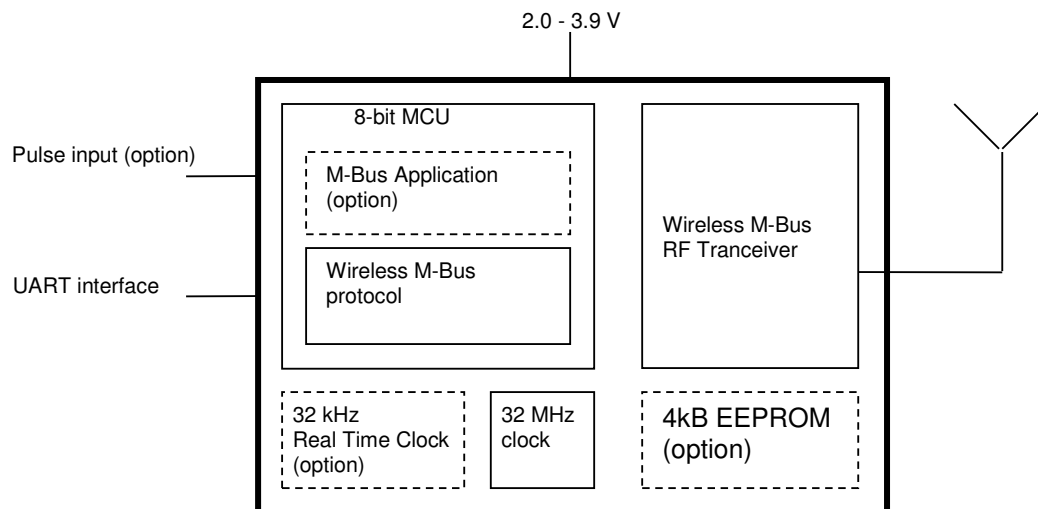 2.0 - 3.9 V
8-bit MCU
Pulse input (option)
M-Bus Application
(option)
Wireless M-Bus
RF Tranceiver
Wireless M-Bus
protocol
UART interface
32 kHz
Real Time Clock
(option)
32 MHz
clock
4kB EEPROM
(option)